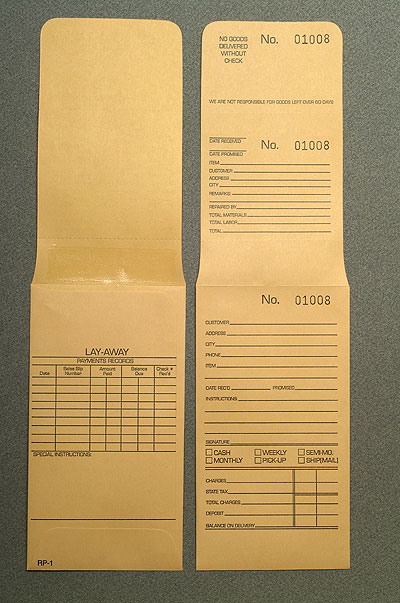 LAY-AWAY
PAYMENTS RECORDS
Date Sales Slip Number Amount Paid Balance Due Check # Rec'd
SPECIAL INSTRUCTIONS:
RP-1
NO GOODS
DELIVERED
WITHOUT
CHECK
No. 01008
WE ARE NOT RESPONSIBLE FOR GOODS LEFT OVER 60 DAYS
DATE RECEIVED
No. 01008
DATE PROMISED
ITEM
CUSTOMER
ADDRESS
CITY
REMARKS
REPAIRED BY
TOTAL MATERIALS
TOTAL LABOR
TOTAL
No. 01008
CUSTOMER
ADDRESS
CITY
PHONE
ITEM
DATE REC'D PROMISED
INSTRUCTIONS
SIGNATURE
CASH WEEKLY SEMI-MO.
MONTHLY PICK-UP SHIP(MAIL)
CHARGES
STATE TAX
TOTAL CHARGES
DEPOSIT
BALANCE ON DELIVERY